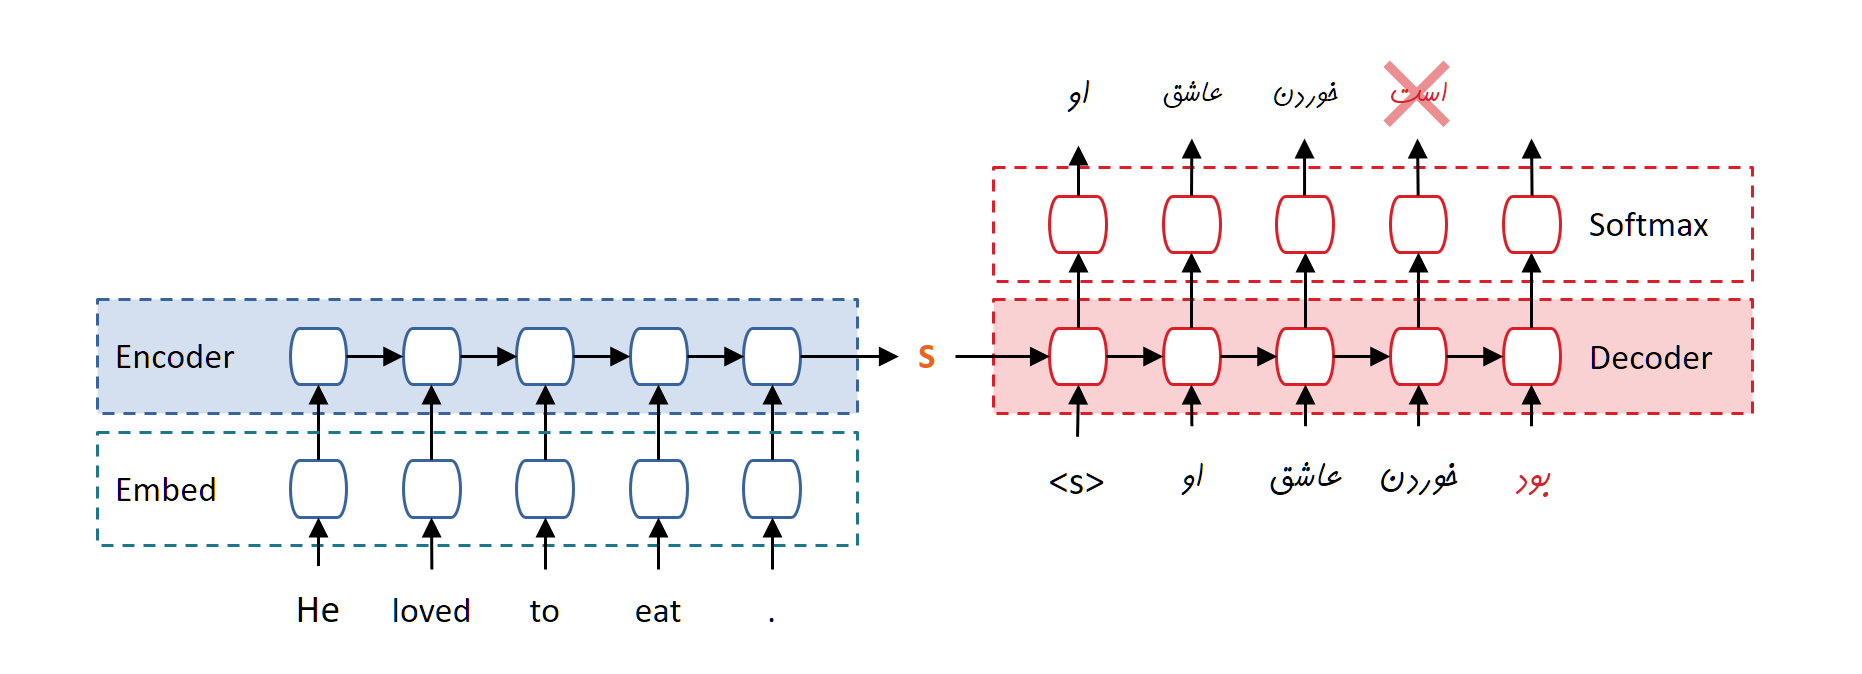 او عاشق خوردن است
Softmax
Encoder S Decoder
Embed <s> او عاشق خوردن بود
He loved to eat .